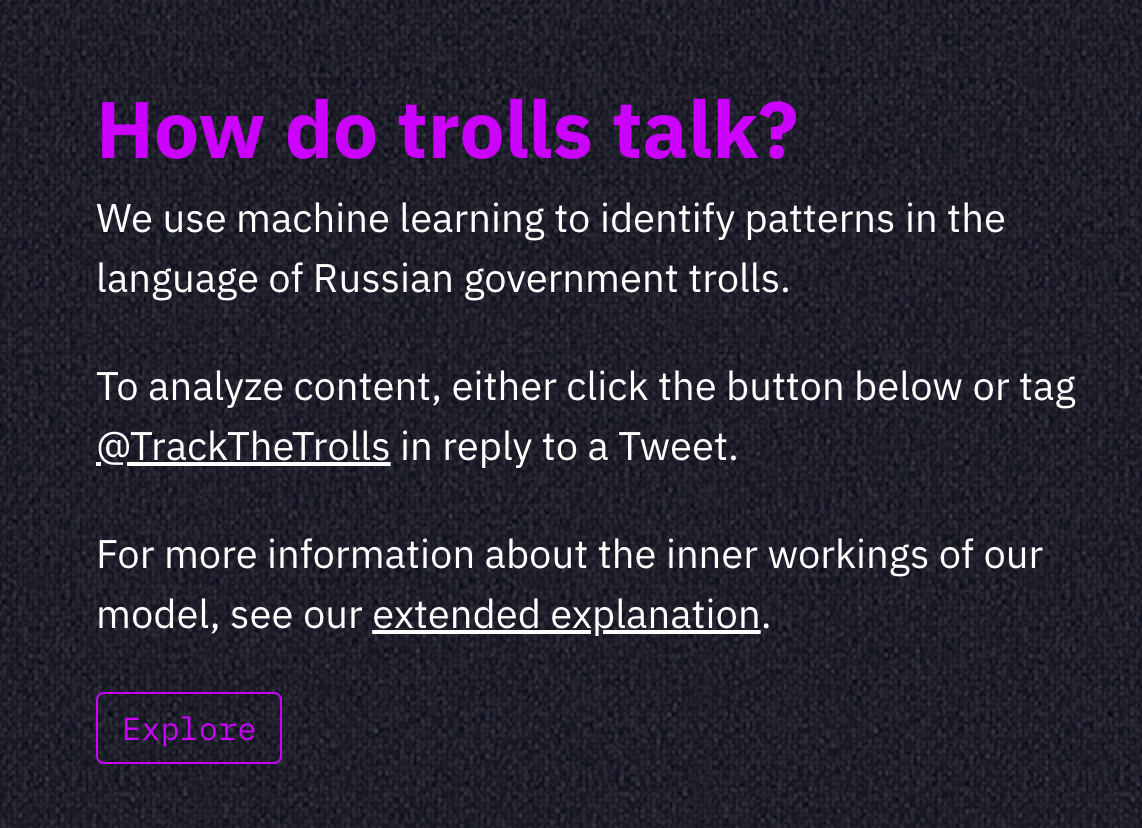 How do trolls talk?
We use machine learning to identify patterns in the
language of Russian government trolls.
To analyze content, either click the button below or tag
@TrackTheTrolls in reply to a Tweet.
For more information about the inner workings of our
model, see our extended explanation.
Explore